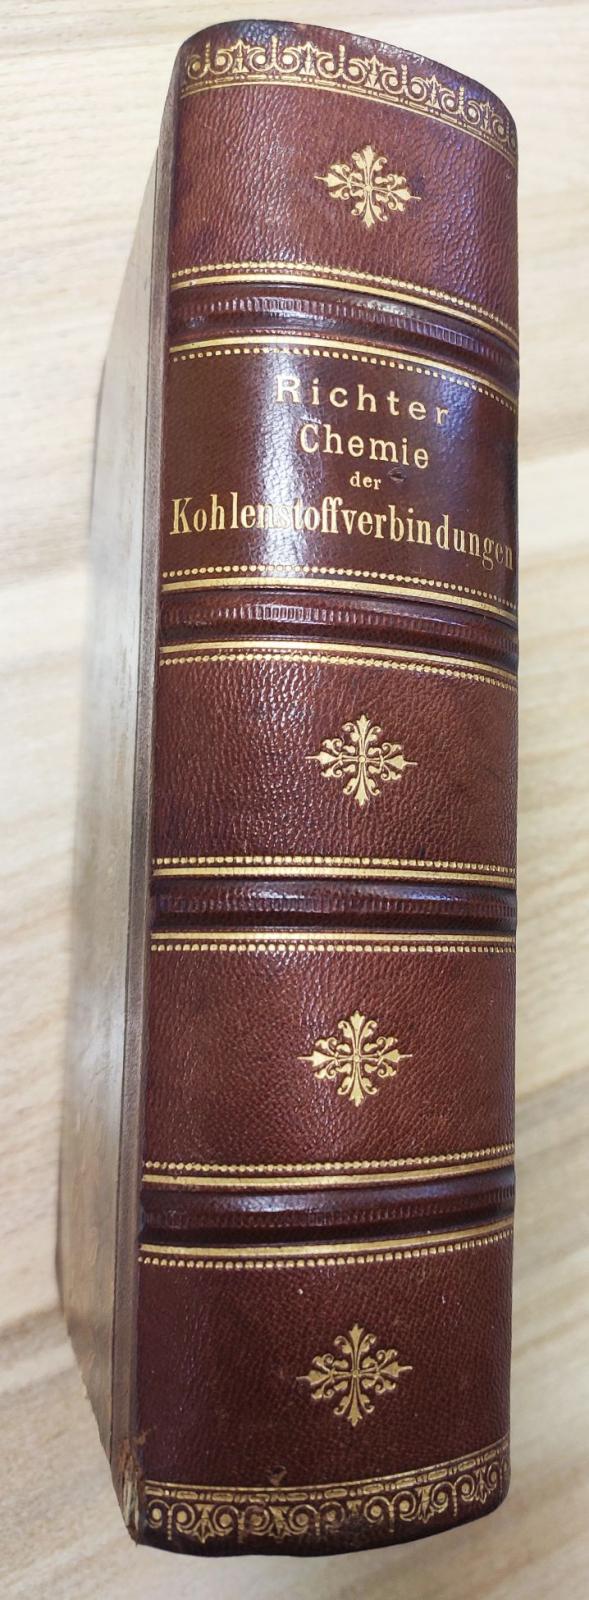 Richter
Chemie
der
Kohlenstoffverbindungen